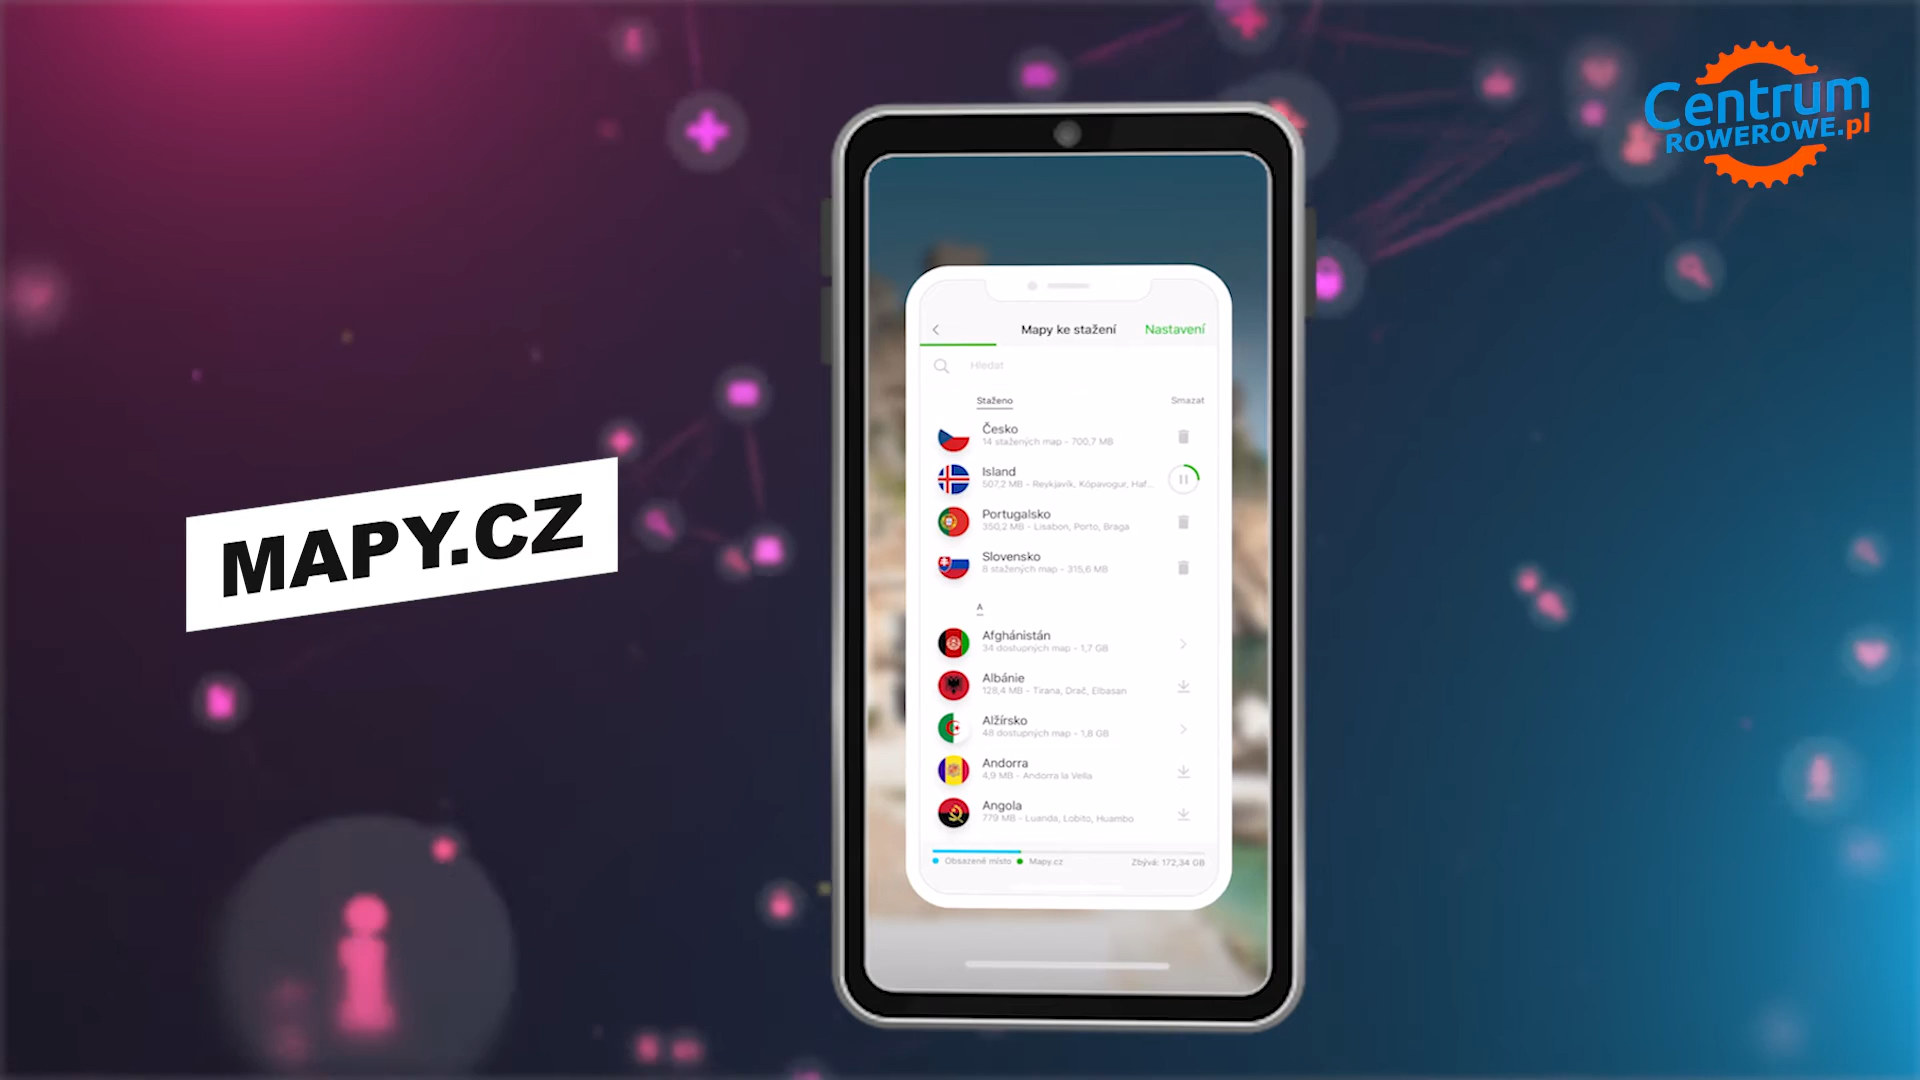 Centrum
ROWEROWE.pl
MAPY.CZ
Mapy ke stažení
Nastavení
Hledat
Staženo
Smazat
Česko
14 stažených map - 700,7 MB
Island
507,2 MB - Reykjavík, Kópavogur, Haf...
Portugalsko
350,2 MB - Lisabon, Porto, Braga
Slovensko
8 stažených map - 315,6 MB
A
Afghánistán
34 dostupných map - 1,7 GB
Albánie
128,4 MB - Tirana, Drač, Elbasan
Alžírsko
48 dostupných map - 1,8 GB
Andorra
4,9 MB - Andorra la Vella
Angola
779 MB - Luanda, Lobito, Huambo
Obsazené místo
Mapy.cz
Zbývá: 172,34 GB